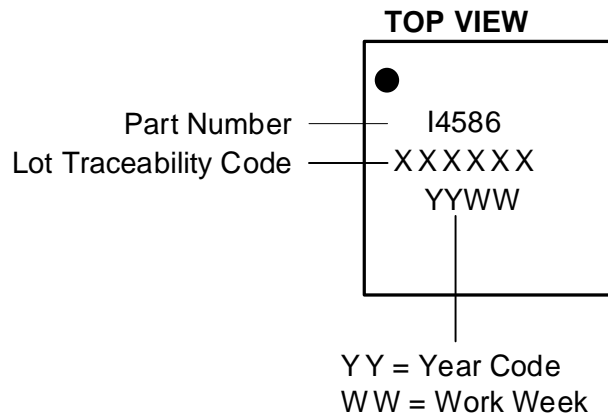 TOP VIEW
Part Number
I4586
Lot Traceability Code
XXXXXX
YYWW
YY = Year Code
WW = Work Week